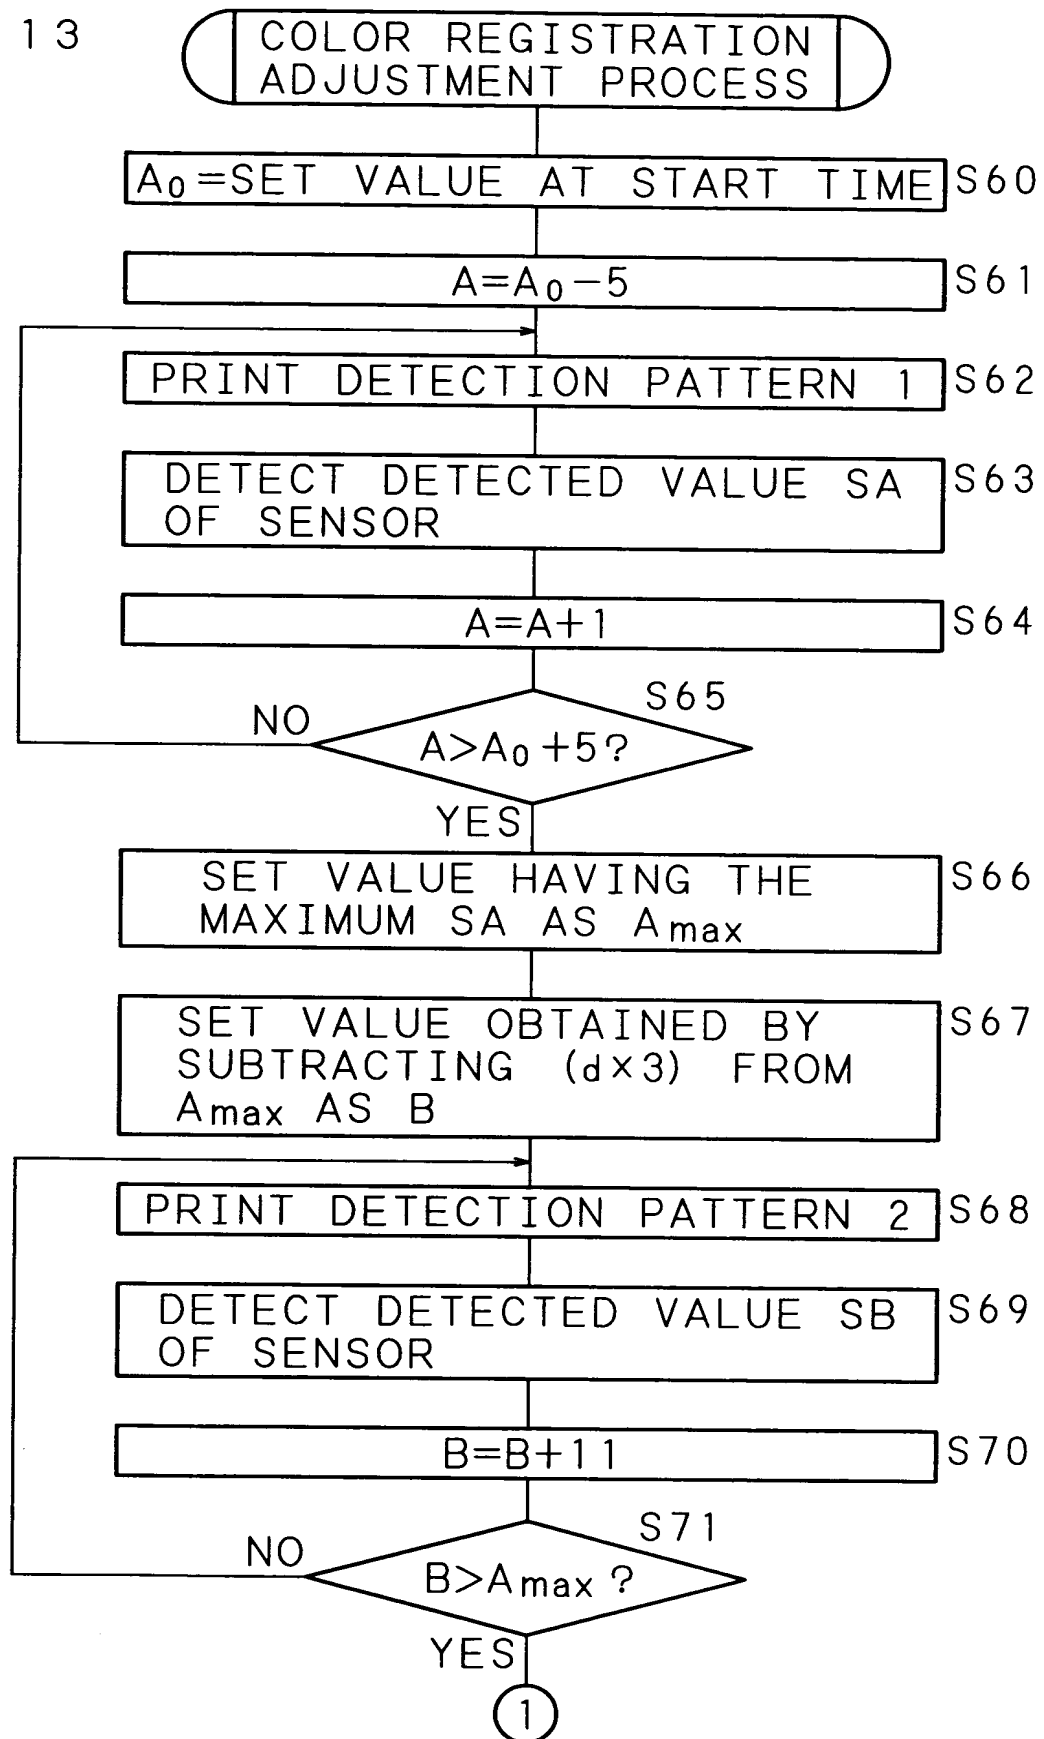 13
COLOR REGISTRATION
ADJUSTMENT PROCESS
A0=SET VALUE AT START TIME
S60
A=A0-5
S61
PRINT DETECTION PATTERN 1
S62
DETECT DETECTED VALUE SA
OF SENSOR
S63
A=A+1
S64
S65
NO
A>A0+5?
YES
SET VALUE HAVING THE
MAXIMUM SA AS Amax
S66
SET VALUE OBTAINED BY
SUBTRACTING (d×3) FROM
Amax AS B
S67
PRINT DETECTION PATTERN 2
S68
DETECT DETECTED VALUE SB
OF SENSOR
S69
B=B+11
S70
S71
NO
B>Amax?
YES
1